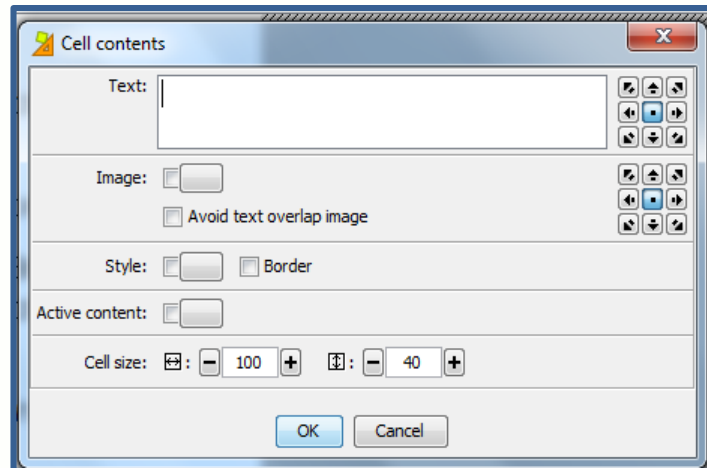 Cell contents
Text:
Image:
Avoid text overlap image
Style:
Border
Active content:
Cell size: : 100 : 40
OK Cancel